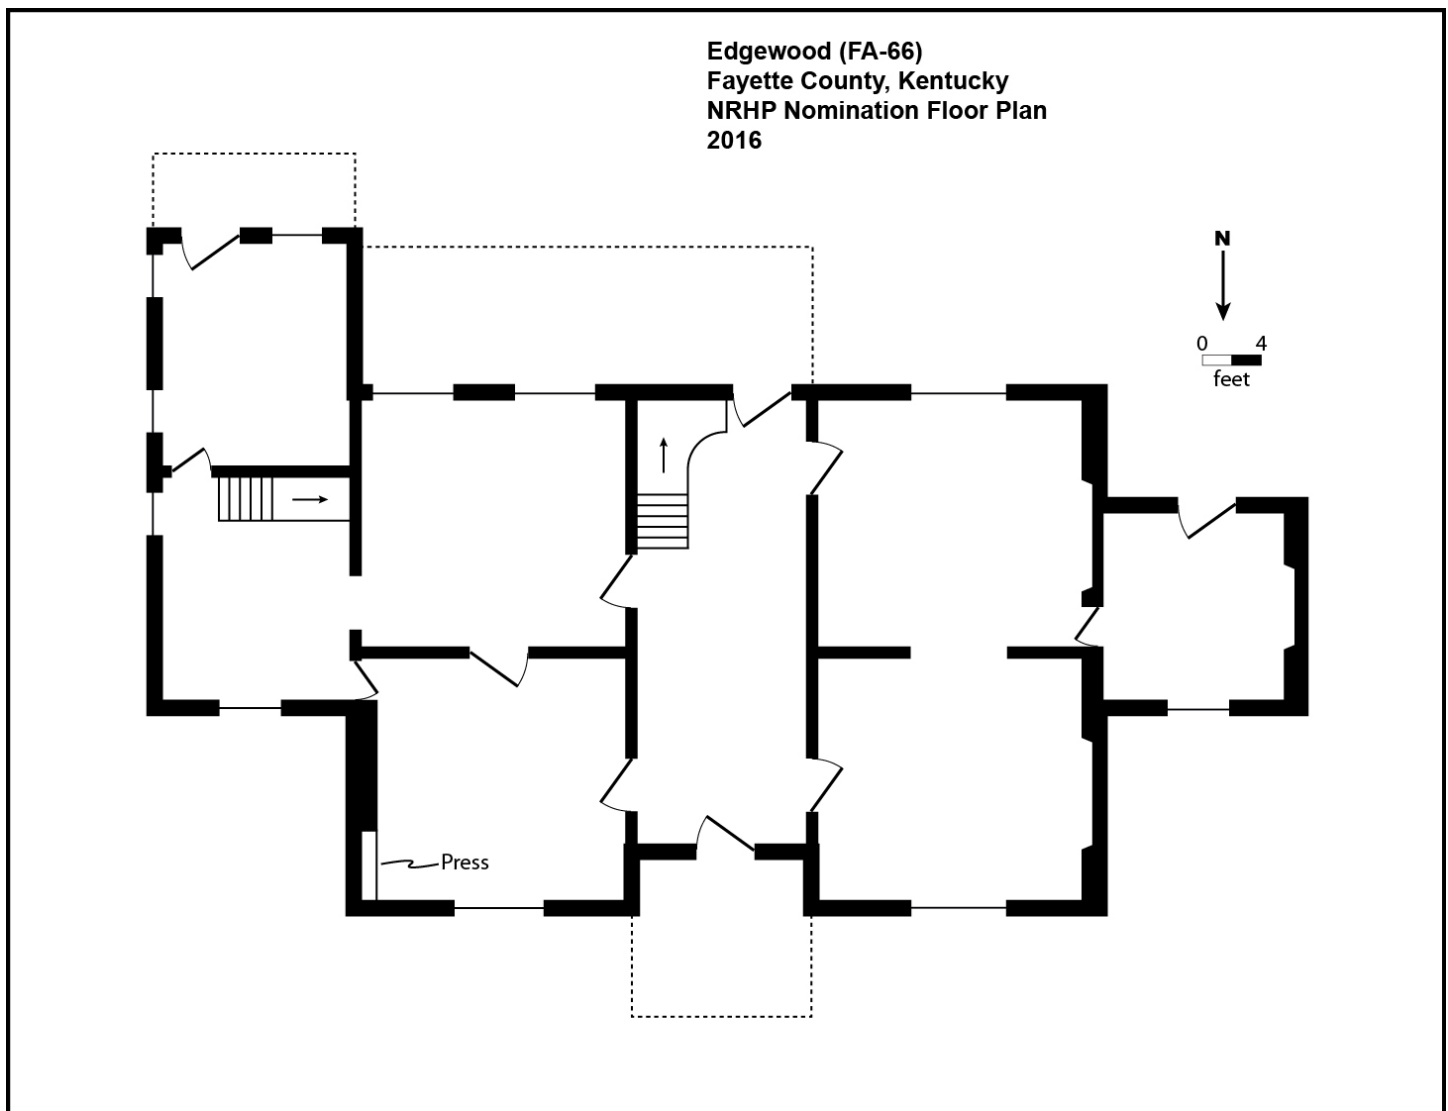 Edgewood (FA-66)
Fayette County, Kentucky
NRHP Nomination Floor Plan
2016
N
0 4
feet
Press